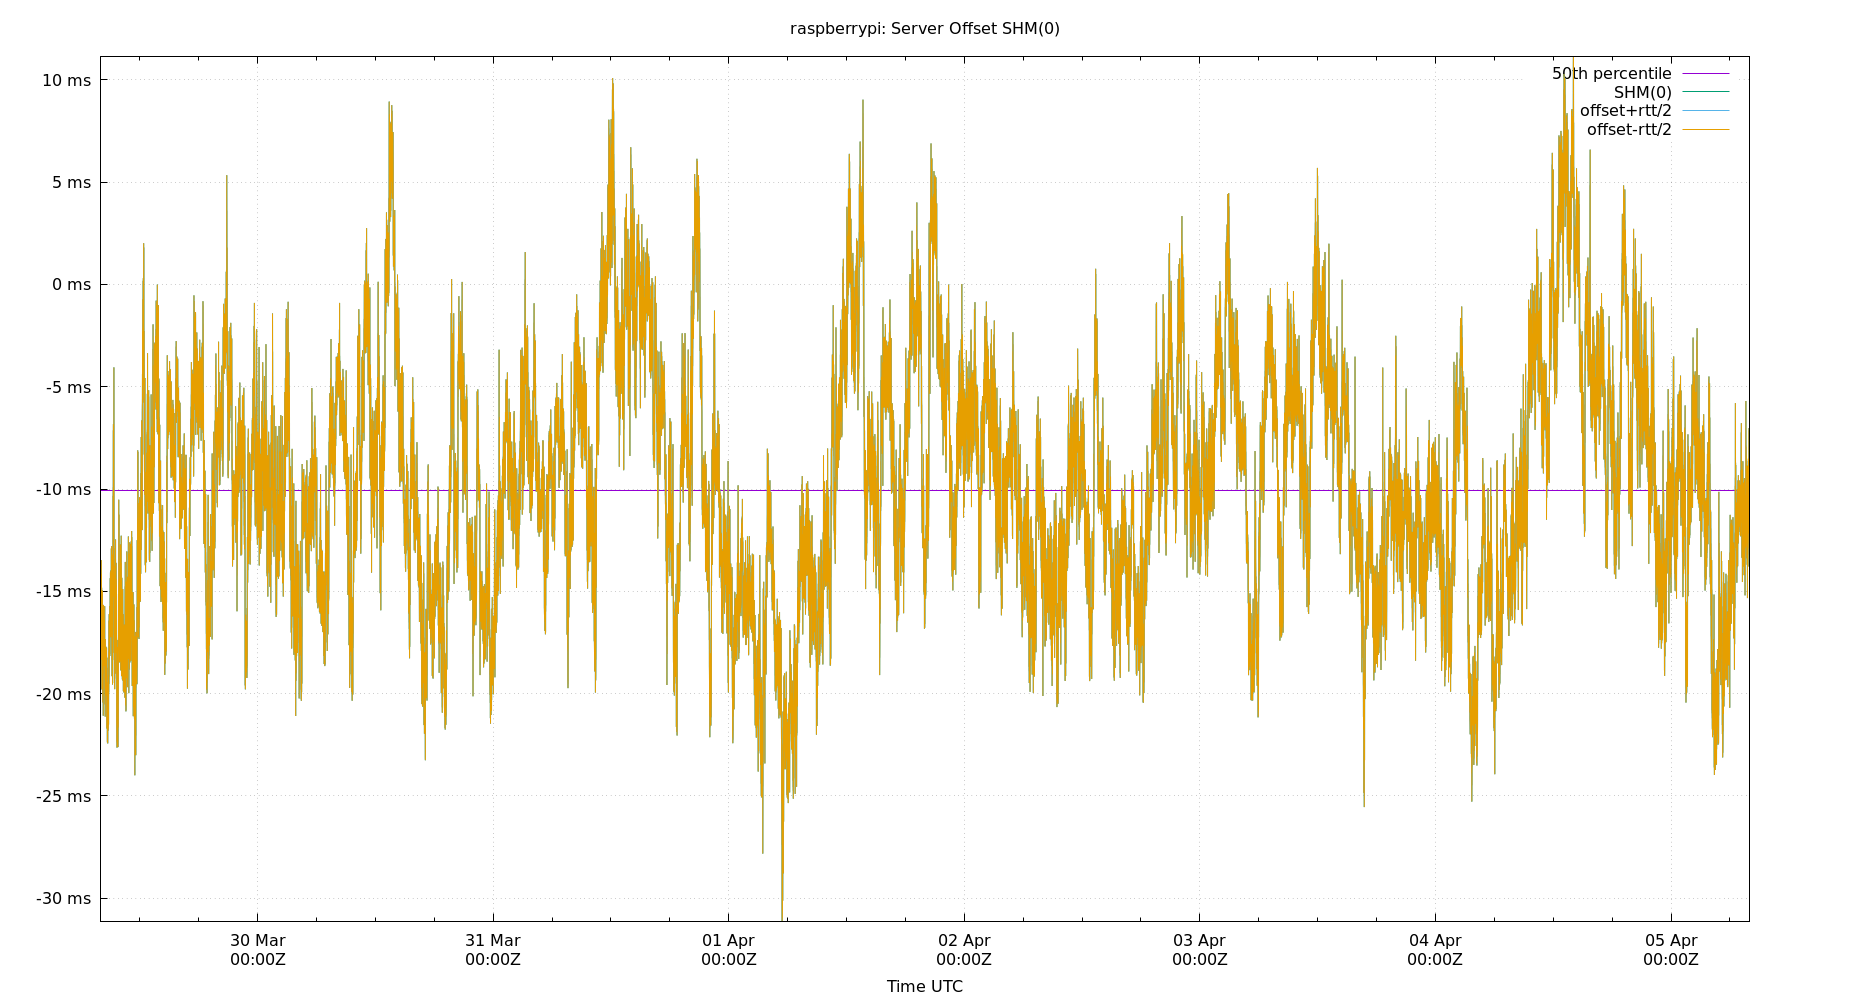 raspberrypi: Server Offset SHM(0)
10 ms
5 ms
0 ms
-5 ms
-10 ms
-15 ms
-20 ms
-25 ms
-30 ms
50th percentile
SHM(0)
offset+rtt/2
offset-rtt/2
30 Mar 31 Mar 01 Apr 02 Apr 03 Apr 04 Apr 05 Apr
00:00Z 00:00Z 00:00Z 00:00Z 00:00Z 00:00Z 00:00Z
Time UTC